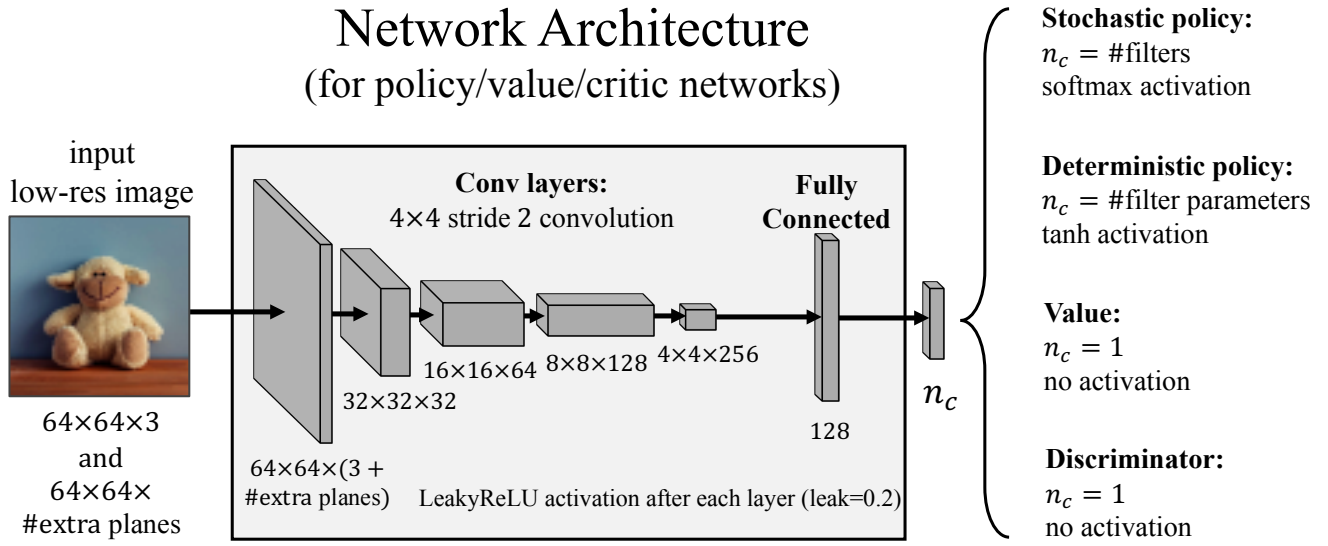 Network Architecture
(for policy/value/critic networks)
input
low-res image
64×64×3
and
64×64×
#extra planes
Conv layers:
4×4 stride 2 convolution
Fully
Connected
64×64×(3 +
#extra planes)
32×32×32
16×16×64
8×8×128
4×4×256
128
LeakyReLU activation after each layer (leak=0.2)
n_c
Stochastic policy:
n_c = #filters
softmax activation
Deterministic policy:
n_c = #filter parameters
tanh activation
Value:
n_c = 1
no activation
Discriminator:
n_c = 1
no activation